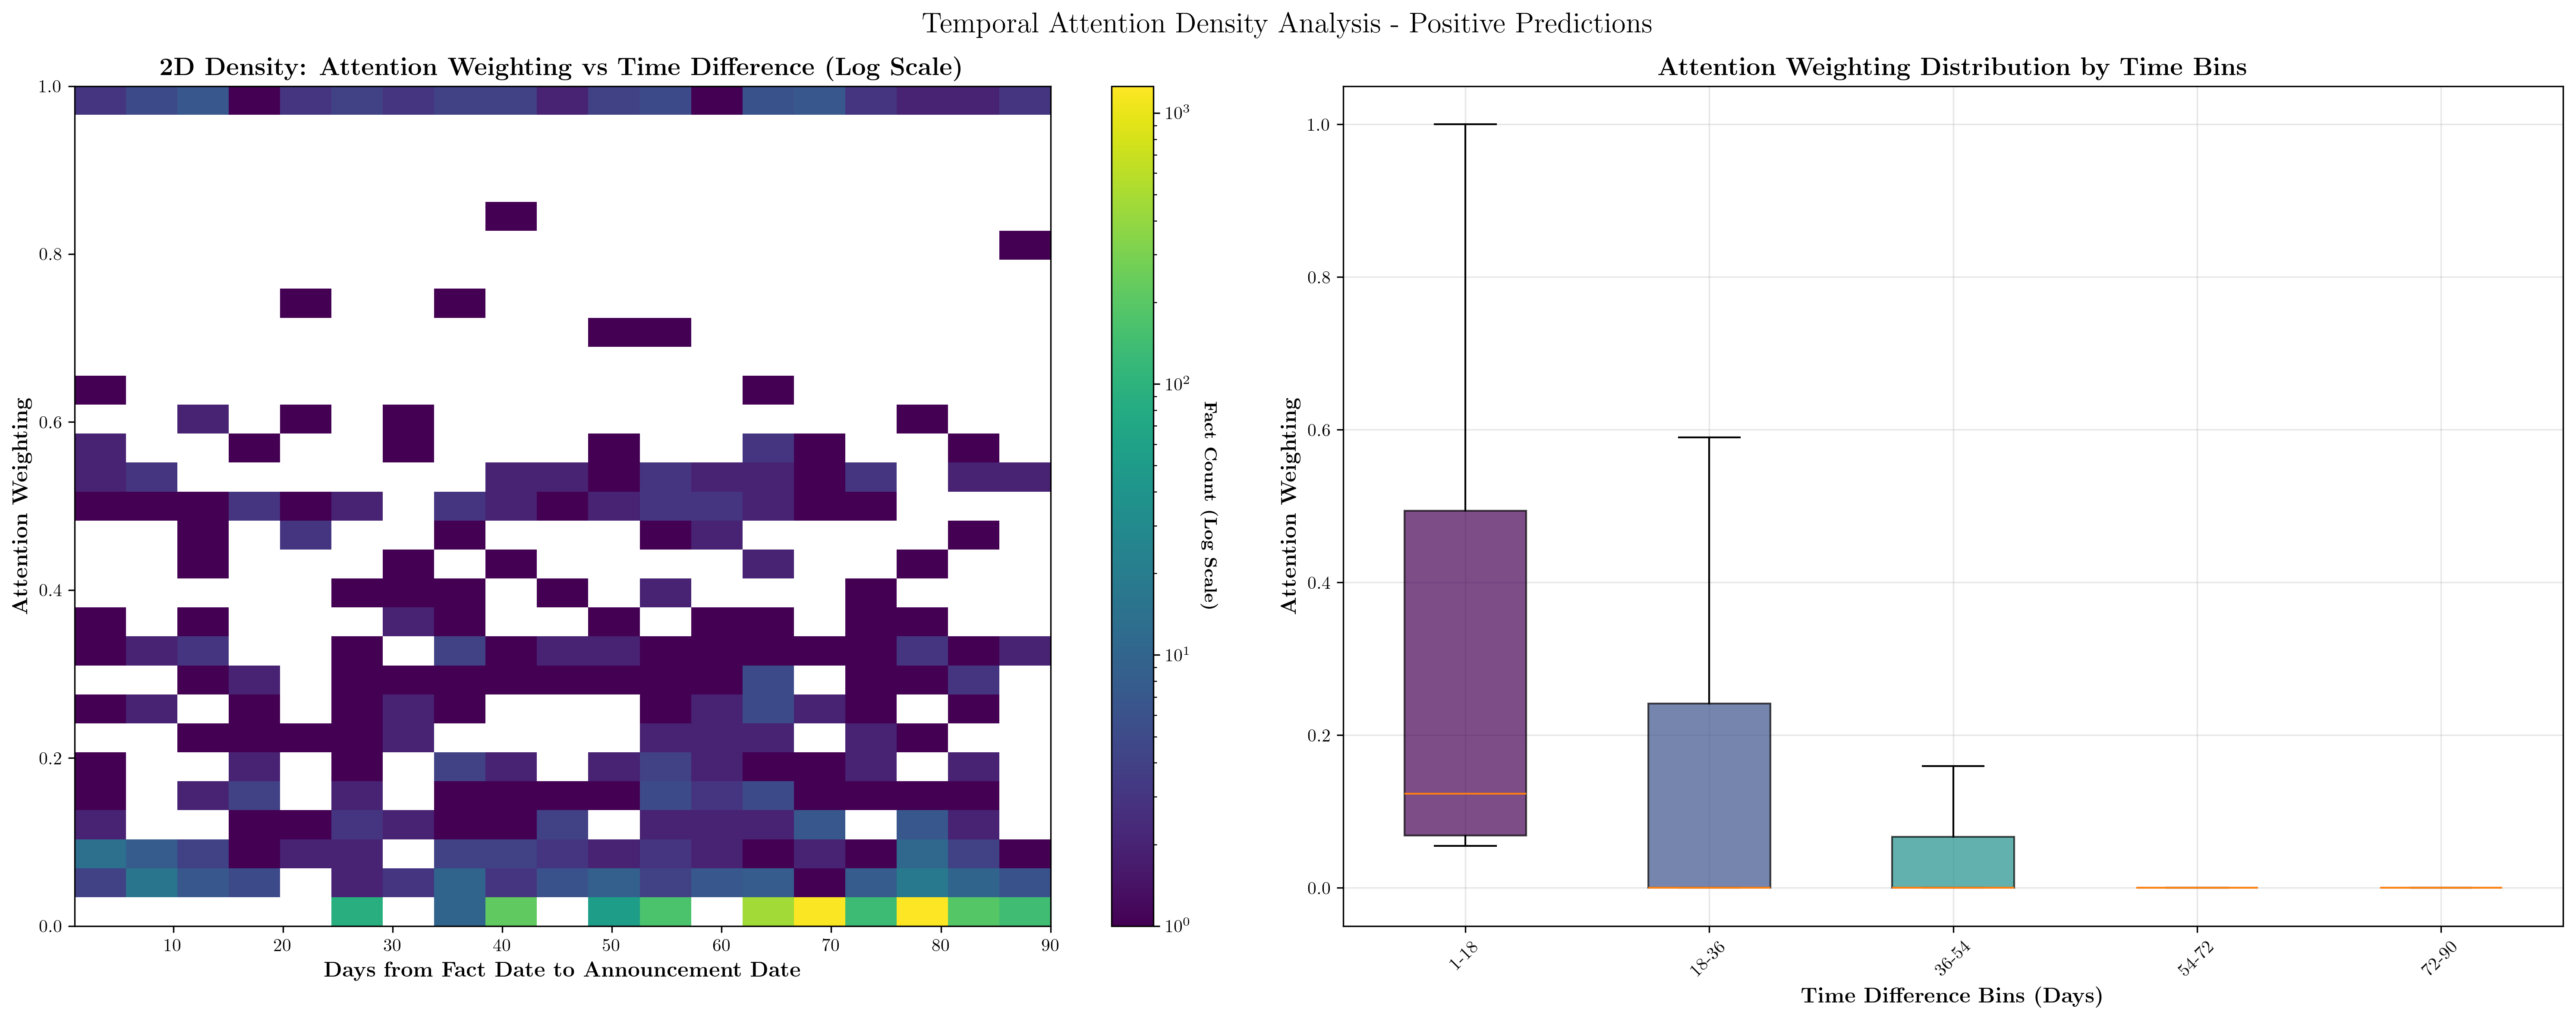 Temporal Attention Density Analysis - Positive Predictions
2D Density: Attention Weighting vs Time Difference (Log Scale)
Attention Weighting
1.0
0.8
0.6
0.4
0.2
0.0
10 20 30 40 50 60 70 80 90
Days from Fact Date to Announcement Date
10³
10²
10¹
10⁰
Fact Count (Log Scale)
Attention Weighting Distribution by Time Bins
Attention Weighting
1.0
0.8
0.6
0.4
0.2
0.0
1-18 18-36 36-54 54-72 72-90
Time Difference Bins (Days)